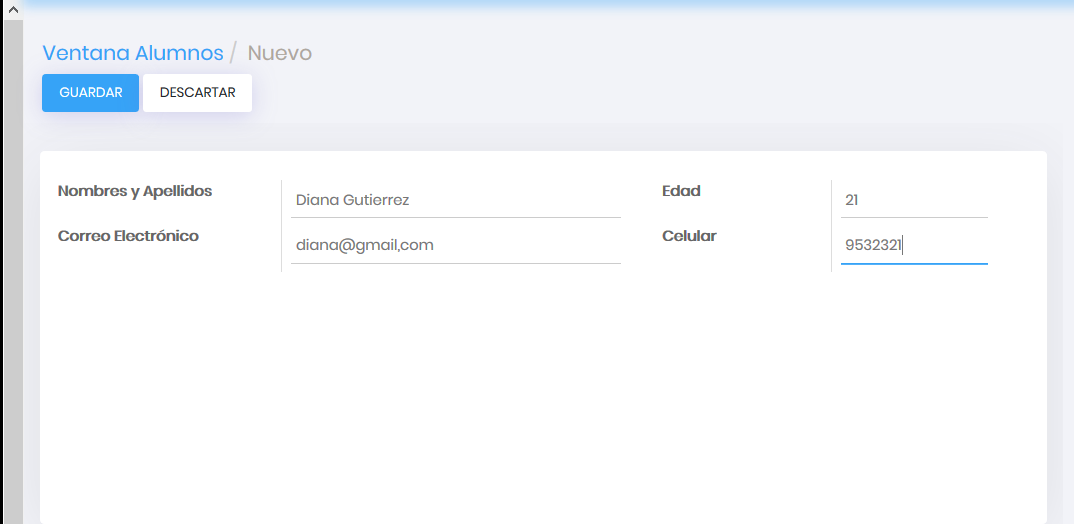 Ventana Alumnos / Nuevo
GUARDAR DESCARTAR
Nombres y Apellidos Diana Gutierrez Edad 21
Correo Electrónico diana@gmail,com Celular 9532321